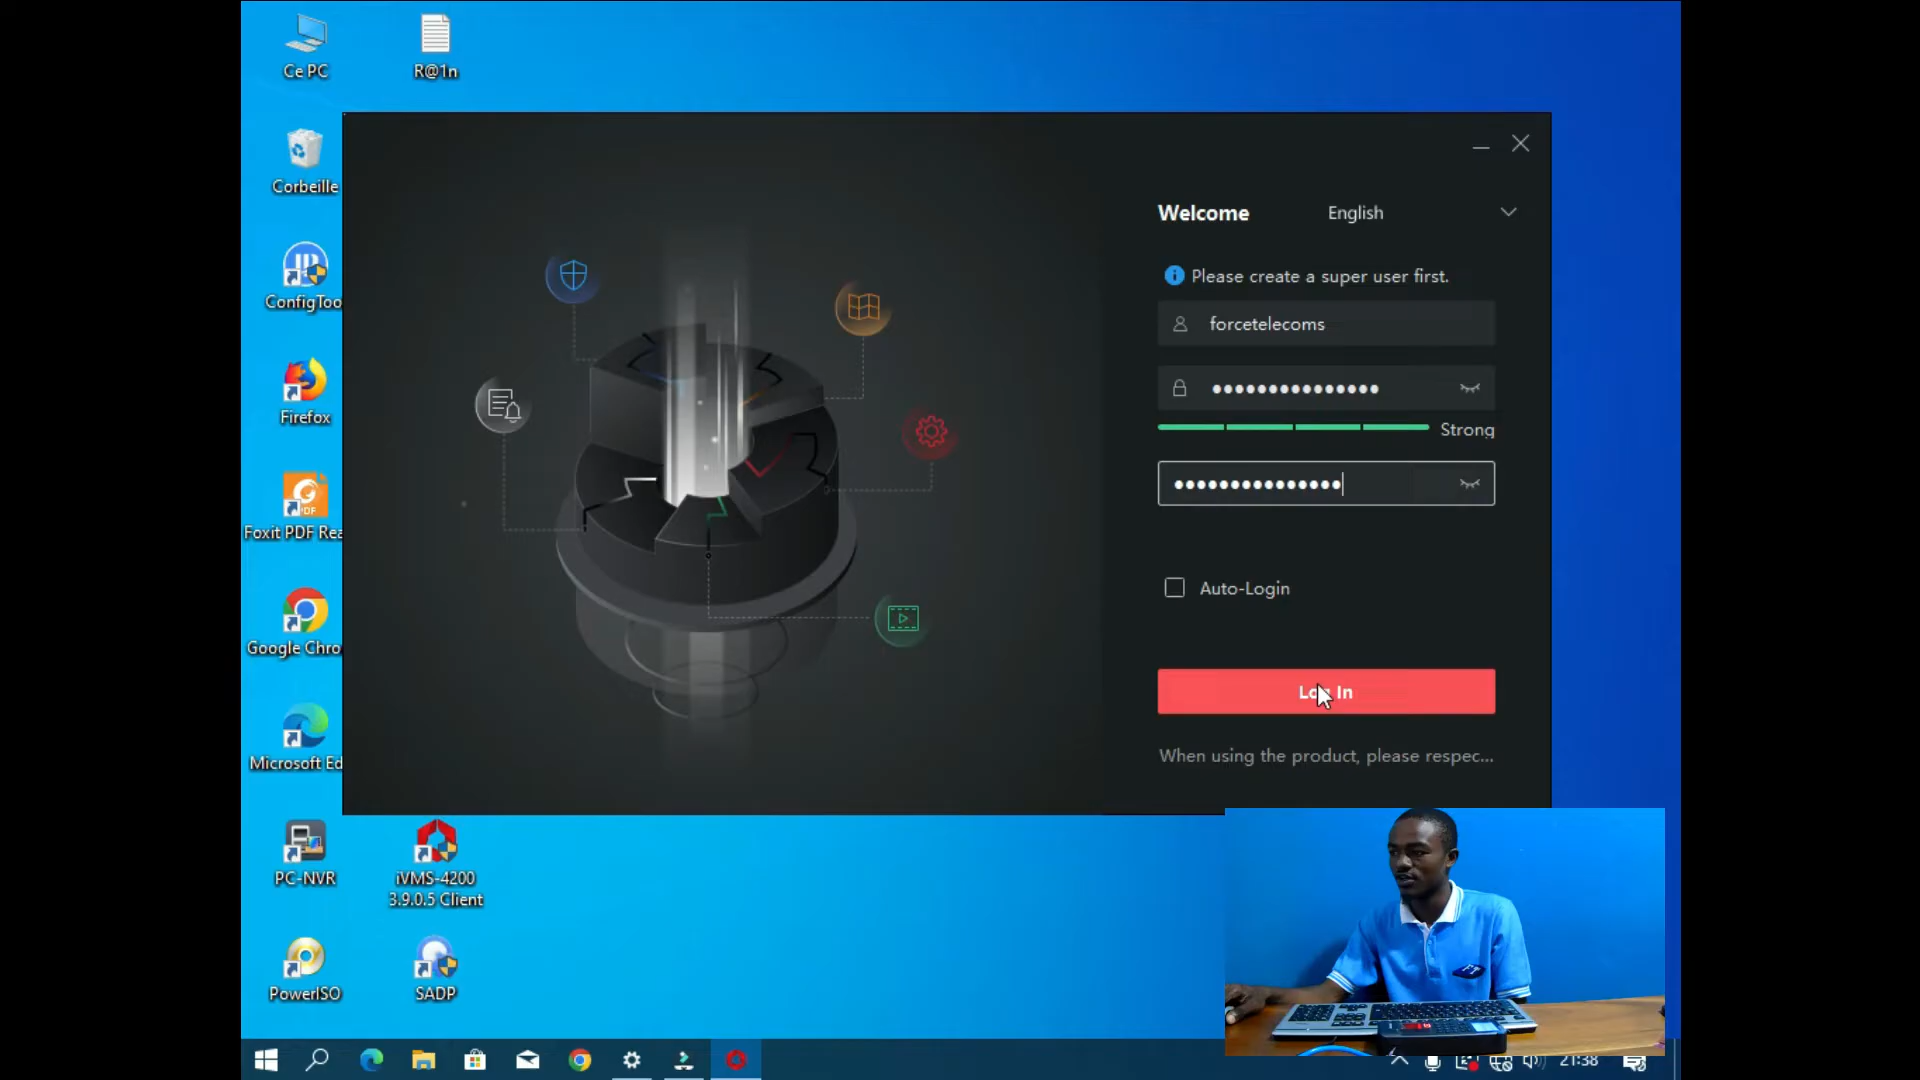 Ce PC
R@1n
Corbeille
ConfigToo
Firefox
Foxit PDF Rea
Google Chro
Microsoft Ed
PC-NVR
iVMS-4200
3.9.0.5 Client
PowerISO
SADP
Welcome
English
Please create a super user first.
forcetelecoms
Strong
Auto-Login
Log In
When using the product, please respec...
21:38